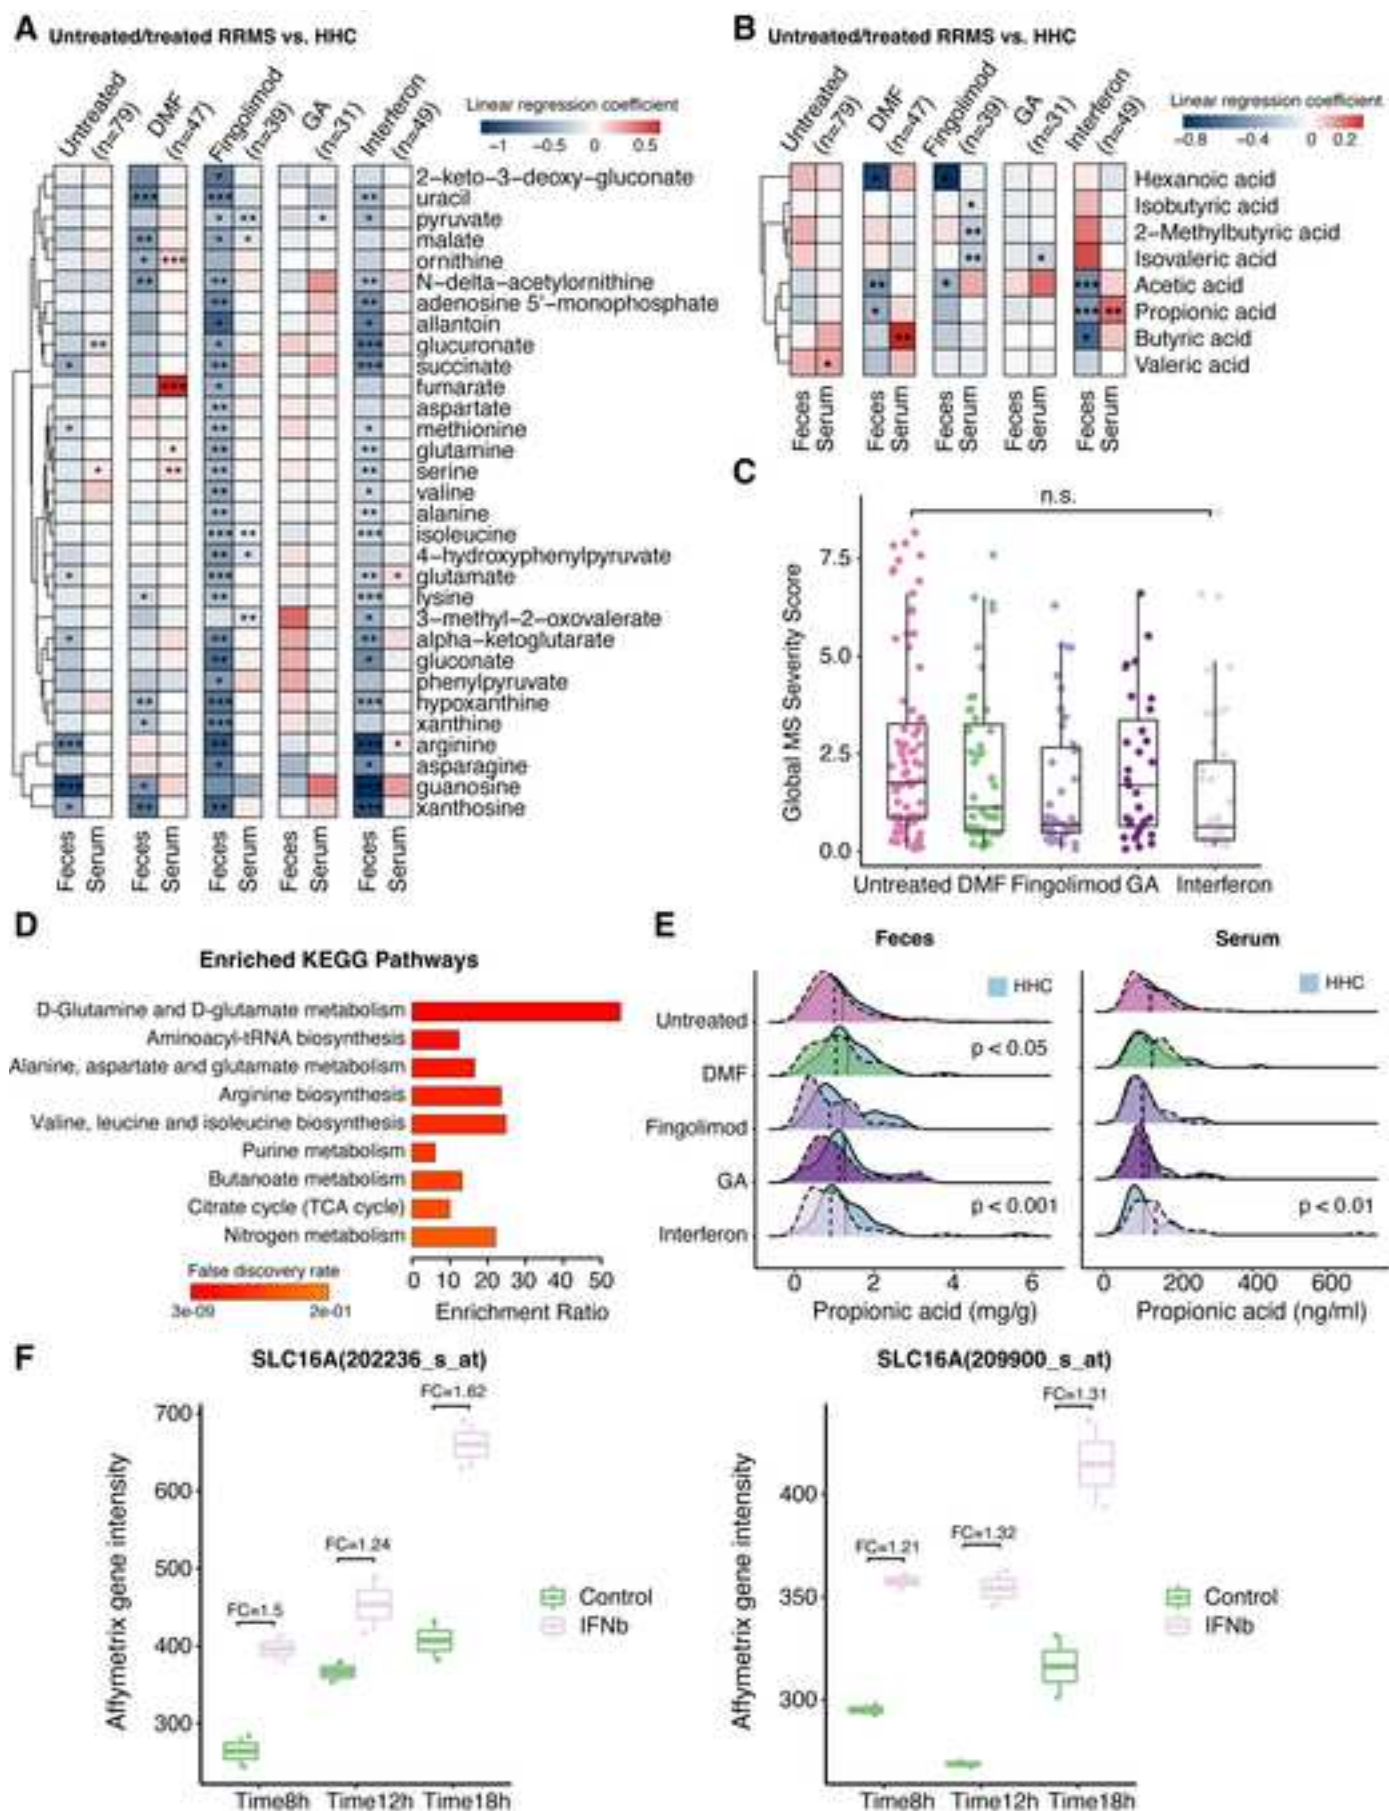 A Untreated/treated RRMS vs. HHC
Untreated (n=79)
DMF (n=47)
Fingolimod (n=39)
GA (n=31)
Interferon (n=49)
Linear regression coefficient
−1 −0.5 0 0.5
2−keto−3−deoxy−gluconate
uracil
pyruvate
malate
ornithine
N−delta−acetylornithine
adenosine 5'−monophosphate
allantoin
glucuronate
succinate
fumarate
aspartate
methionine
glutamine
serine
valine
alanine
isoleucine
4−hydroxyphenylpyruvate
glutamate
lysine
3−methyl−2−oxovalerate
alpha−ketoglutarate
gluconate
phenylpyruvate
hypoxanthine
xanthine
arginine
asparagine
guanosine
xanthosine
Feces Serum Feces Serum Feces Serum Feces Serum Feces Serum
B Untreated/treated RRMS vs. HHC
Untreated (n=79)
DMF (n=47)
Fingolimod (n=39)
GA (n=31)
Interferon (n=49)
Linear regression coefficient
−0.8 −0.4 0 0.2
Hexanoic acid
Isobutyric acid
2−Methylbutyric acid
Isovaleric acid
Acetic acid
Propionic acid
Butyric acid
Valeric acid
Feces Serum Feces Serum Feces Serum Feces Serum Feces Serum
C
n.s.
Global MS Severity Score
7.5
5.0
2.5
0.0
Untreated DMF Fingolimod GA Interferon
D
Enriched KEGG Pathways
D-Glutamine and D-glutamate metabolism
Aminoacyl-tRNA biosynthesis
Alanine, aspartate and glutamate metabolism
Arginine biosynthesis
Valine, leucine and isoleucine biosynthesis
Purine metabolism
Butanoate metabolism
Citrate cycle (TCA cycle)
Nitrogen metabolism
0 10 20 30 40 50
Enrichment Ratio
False discovery rate
3e-09 2e-01
E
Feces Serum
HHC HHC
Untreated
p < 0.05
DMF
Fingolimod
GA
p < 0.001 p < 0.01
Interferon
0 2 4 6 0 200 400 600
Propionic acid (mg/g) Propionic acid (ng/ml)
F
SLC16A(202236_s_at)
Affymetrix gene intensity
700
600
500
400
300
FC=1.5
FC=1.24
FC=1.62
Time8h Time12h Time18h
Control
IFNb
SLC16A(209900_s_at)
Affymetrix gene intensity
400
350
300
FC=1.21
FC=1.32
FC=1.31
Time8h Time12h Time18h
Control
IFNb